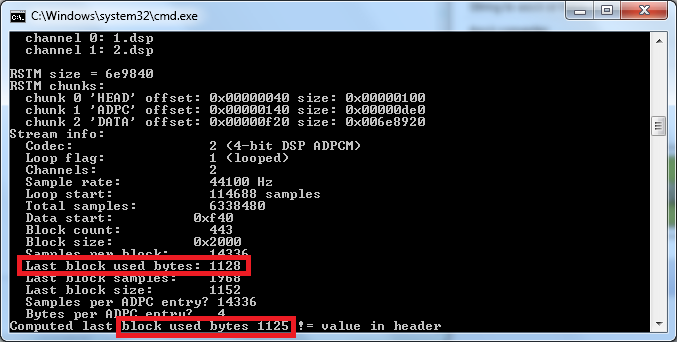 C:\Windows\system32\cmd.exe
channel 0: 1.dsp
channel 1: 2.dsp
RSTM size = 6e9840
RSTM chunks:
chunk 0 'HEAD' offset: 0x00000040 size: 0x00000100
chunk 1 'ADPC' offset: 0x00000140 size: 0x00000de0
chunk 2 'DATA' offset: 0x00000f20 size: 0x006e8920
Stream info:
Codec: 2 (4-bit DSP ADPCM)
Loop flag: 1 (looped)
Channels: 2
Sample rate: 44100 Hz
Loop start: 114688 samples
Total samples: 6338480
Data start: 0xf40
Block count: 443
Block size: 0x2000
Samples per block: 14336
Last block used bytes: 1128
Last block samples: 1968
Last block size: 1152
Samples per ADPC entry? 14336
Bytes per ADPC entry? 4
Computed last block used bytes 1125 != value in header